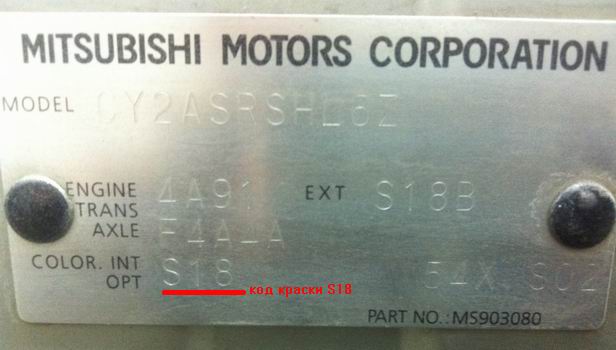 MITSUBISHI MOTORS CORPORATION
MODEL CY2ASRSHL6Z
ENGINE 4A91 EXT S18B
TRANS
AXLE F4A4A
COLOR. INT S18 54X S02
OPT
код краски S18
PART NO.: MS903080